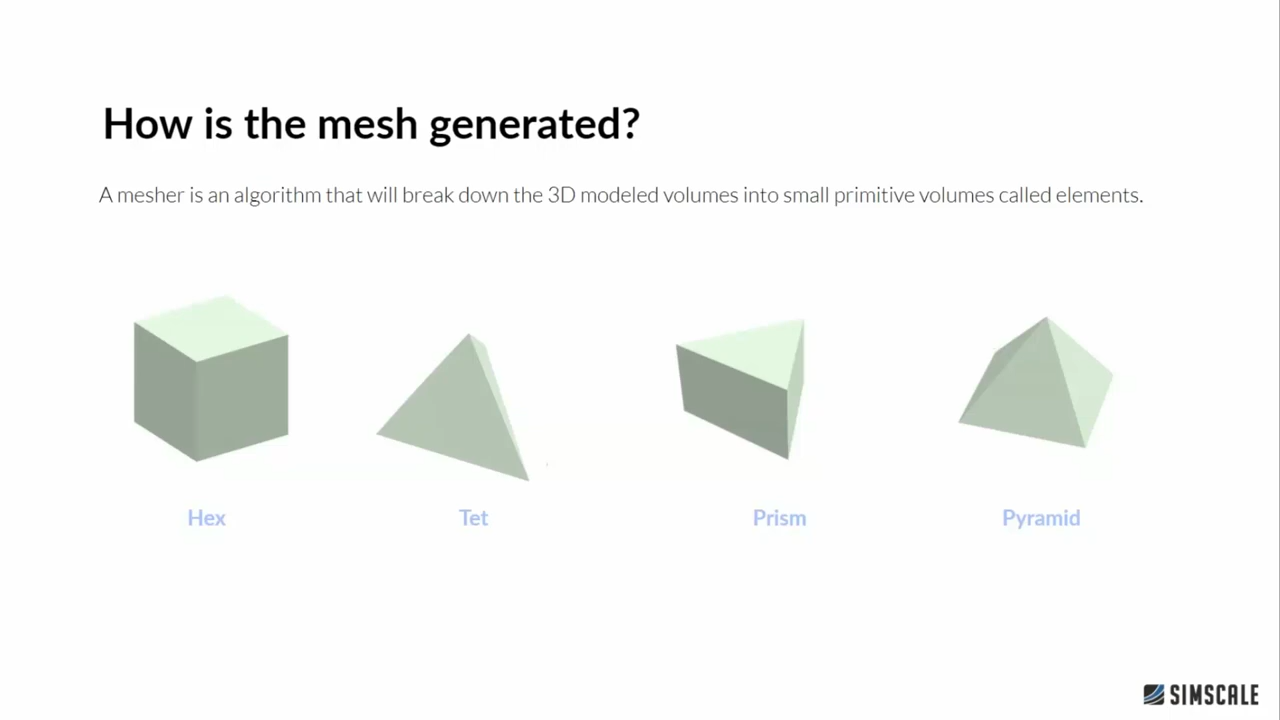 How is the mesh generated?
A mesher is an algorithm that will break down the 3D modeled volumes into small primitive volumes called elements.
Hex
Tet
Prism
Pyramid
SIMSCALE